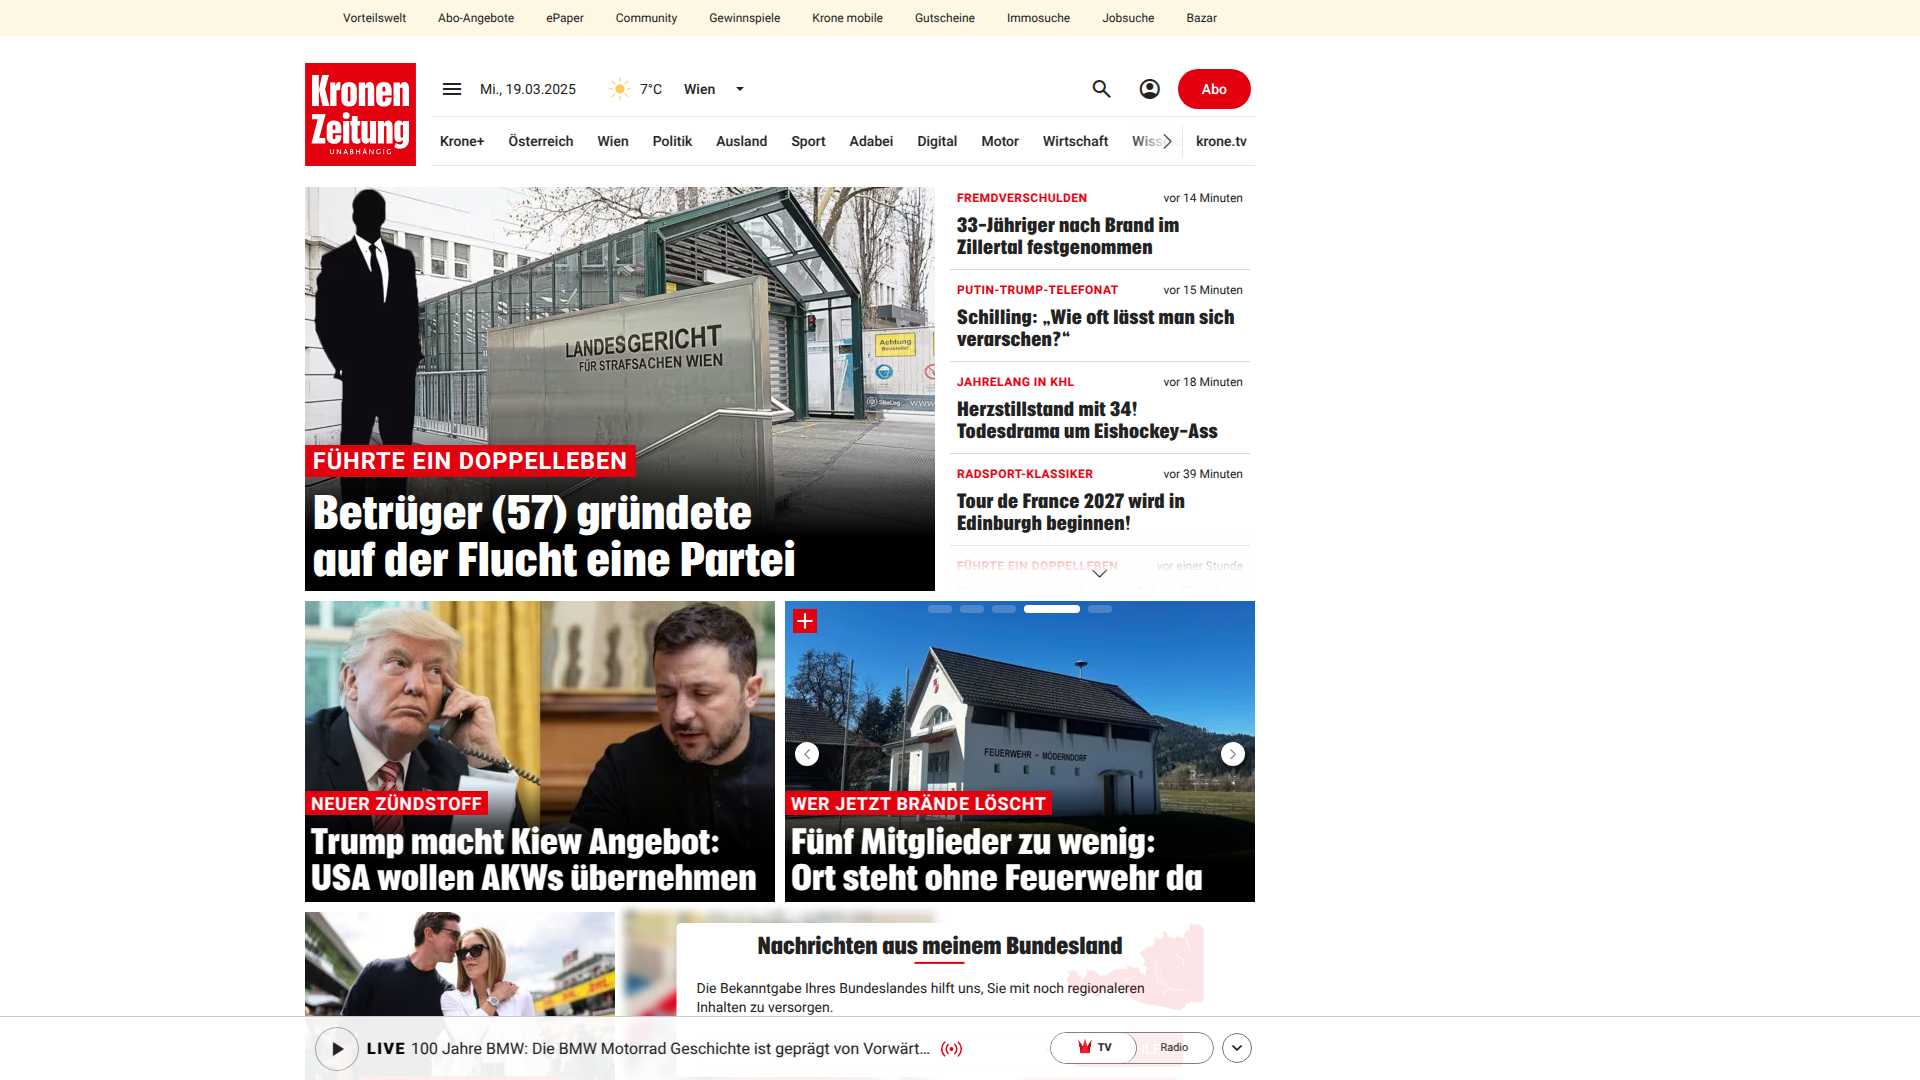 Vorteilswelt Abo-Angebote ePaper Community Gewinnspiele Krone mobile Gutscheine Immosuche Jobsuche Bazar
Kronen
Zeitung
UNABHÄNGIG
Mi., 19.03.2025 7°C Wien
Abo
Krone+ Österreich Wien Politik Ausland Sport Adabei Digital Motor Wirtschaft Wiss krone.tv
LANDESGERICHT
FÜR STRAFSACHEN WIEN
Achtung
FÜHRTE EIN DOPPELLEBEN
Betrüger (57) gründete
auf der Flucht eine Partei
FREMDVERSCHULDEN vor 14 Minuten
33-Jähriger nach Brand im
Zillertal festgenommen
PUTIN-TRUMP-TELEFONAT vor 15 Minuten
Schilling: „Wie oft lässt man sich
verarschen?“
JAHRELANG IN KHL vor 18 Minuten
Herzstillstand mit 34!
Todesdrama um Eishockey-Ass
RADSPORT-KLASSIKER vor 39 Minuten
Tour de France 2027 wird in
Edinburgh beginnen!
FÜHRTE EIN DOPPELLEBEN vor einer Stunde
NEUER ZÜNDSTOFF
Trump macht Kiew Angebot:
USA wollen AKWs übernehmen
FEUERWEHR - MÖDERNDORF
WER JETZT BRÄNDE LÖSCHT
Fünf Mitglieder zu wenig:
Ort steht ohne Feuerwehr da
Nachrichten aus meinem Bundesland
Die Bekanntgabe Ihres Bundeslandes hilft uns, Sie mit noch regionaleren
Inhalten zu versorgen.
LIVE 100 Jahre BMW: Die BMW Motorrad Geschichte ist geprägt von Vorwärt...
TV Radio